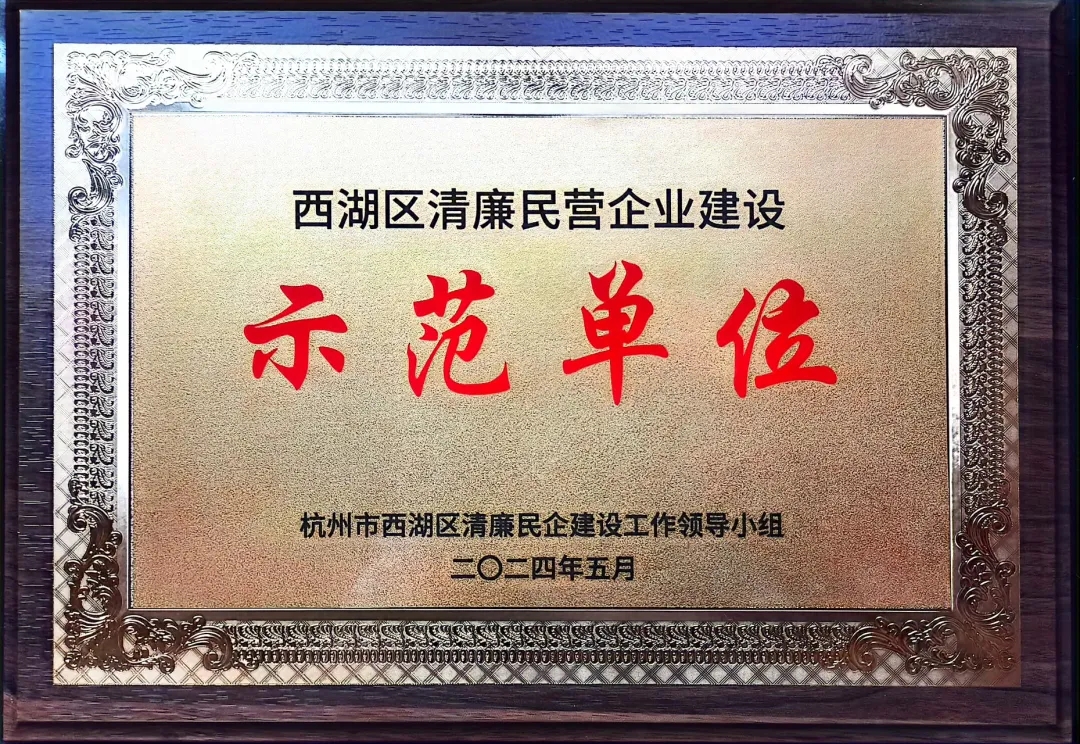 西湖区清廉民营企业建设
示范单位
杭州市西湖区清廉民企建设工作领导小组
二〇二四年五月